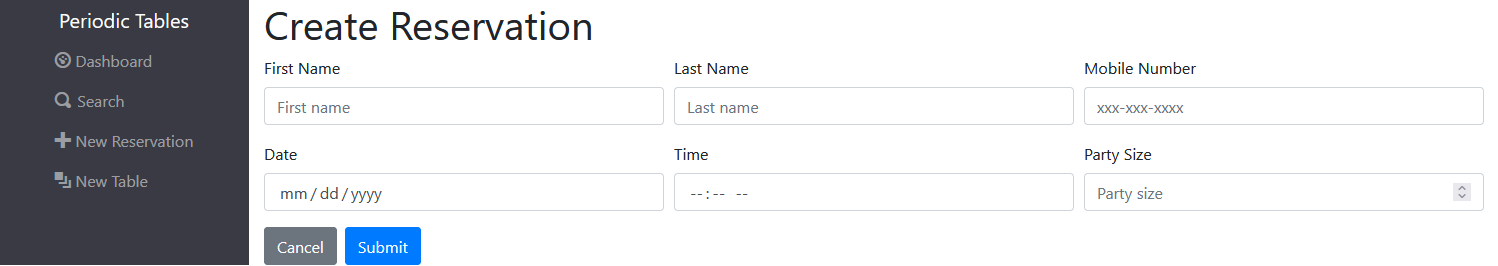 Periodic Tables
Dashboard
Search
New Reservation
New Table
Create Reservation
First Name Last Name Mobile Number
First name Last name xxx-xxx-xxxx
Date Time Party Size
mm/dd/yyyy --:-- -- Party size
Cancel Submit